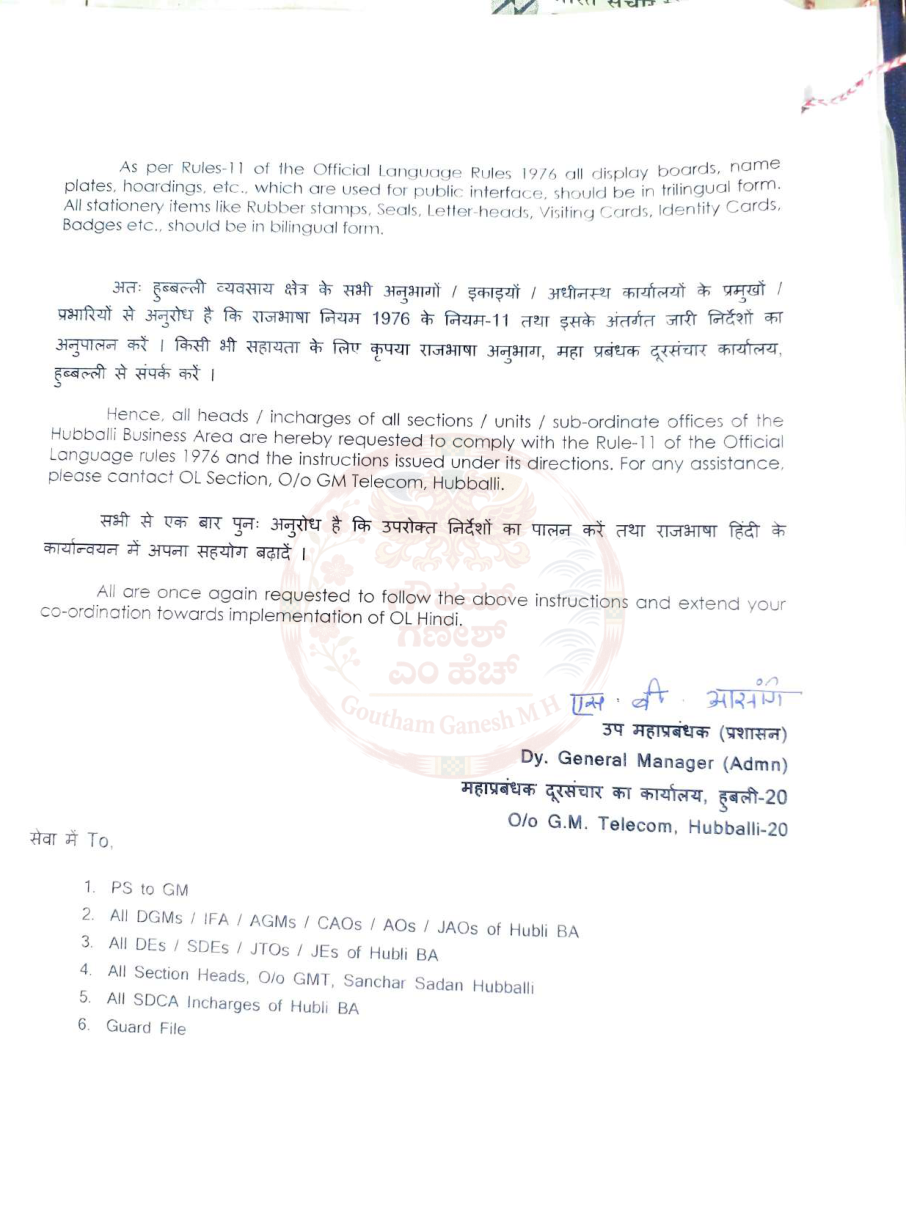 As per Rules-11 of the Official Language Rules 1976 all display boards, name
plates, hoardings, etc., which are used for public interface, should be in trilingual form.
All stationery items like Rubber stamps, Seals, Letter-heads, Visiting Cards, Identity Cards,
Badges etc., should be in bilingual form.
अतः हुब्बल्ली व्यवसाय क्षेत्र के सभी अनुभागों / इकाइयों / अधीनस्थ कार्यालयों के प्रमुखों /
प्रभारियों से अनुरोध है कि राजभाषा नियम 1976 के नियम-11 तथा इसके अंतर्गत जारी निर्देशों का
अनुपालन करें । किसी भी सहायता के लिए कृपया राजभाषा अनुभाग, महा प्रबंधक दूरसंचार कार्यालय,
हुब्बल्ली से संपर्क करें ।
Hence, all heads / incharges of all sections / units / sub-ordinate offices of the
Hubballi Business Area are hereby requested to comply with the Rule-11 of the Official
Language rules 1976 and the instructions issued under its directions. For any assistance,
please cantact OL Section, O/o GM Telecom, Hubballi.
सभी से एक बार पुनः अनुरोध है कि उपरोक्त निर्देशों का पालन करें तथा राजभाषा हिंदी के
कार्यान्वयन में अपना सहयोग बढ़ादें ।
All are once again requested to follow the above instructions and extend your
co-ordination towards implementation of OL Hindi.
गौतम्
ಗಣೇಶ್
ಎಂ ಹೆಚ್
Goutham Ganesh M H
एस. बी.
उप महाप्रबंधक (प्रशासन)
Dy. General Manager (Admn)
महाप्रबंधक दूरसंचार का कार्यालय, हुबली-20
O/o G.M. Telecom, Hubballi-20
सेवा में To,
1. PS to GM
2. All DGMs / IFA / AGMs / CAOs / AOs / JAOs of Hubli BA
3. All DEs / SDEs / JTOs / JEs of Hubli BA
4. All Section Heads, O/o GMT, Sanchar Sadan Hubballi
5. All SDCA Incharges of Hubli BA
6. Guard File